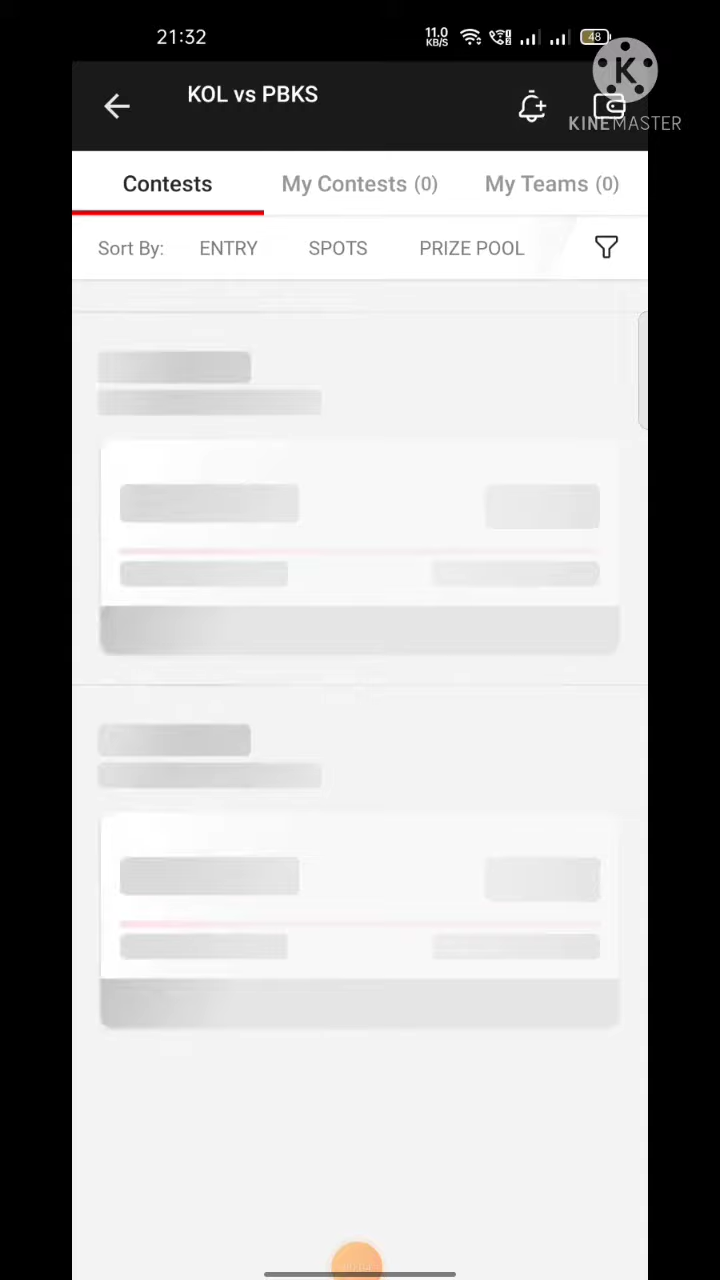 21:32
11.0
KB/S
48
K
KINEMASTER
KOL vs PBKS
Contests
My Contests (0)
My Teams (0)
Sort By:
ENTRY
SPOTS
PRIZE POOL